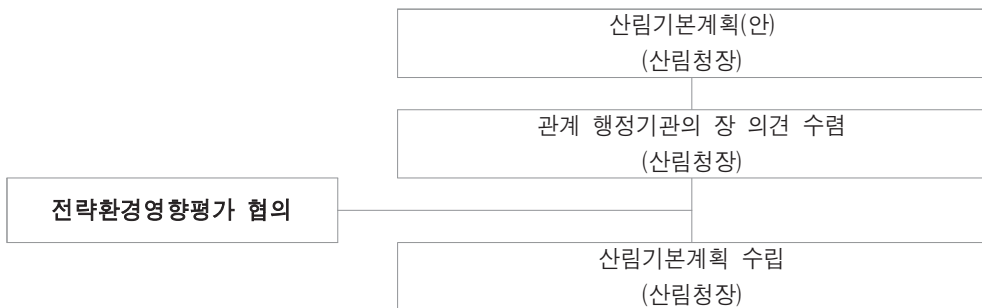 산림기본계획(안)
(산림청장)
관계 행정기관의 장 의견 수렴
(산림청장)
전략환경영향평가 협의
산림기본계획 수립
(산림청장)